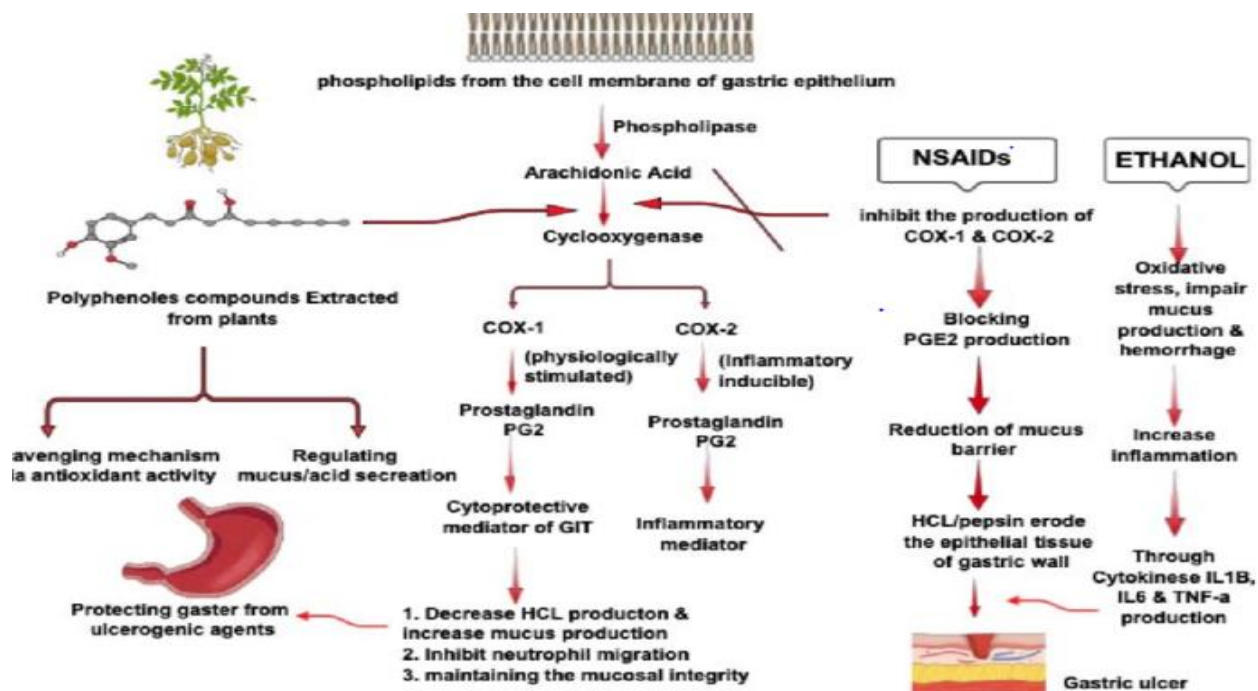 phospholipids from the cell membrane of gastric epithelium
Phospholipase
Arachidonic Acid
Cyclooxygenase
COX-1
COX-2
(physiologically
stimulated)
(Inflammatory
inducible)
Prostaglandin
PG2
Prostaglandin
PG2
Cytoprotective
mediator of GIT
Inflammatory
mediator
1. Decrease HCL producton &
increase mucus production
2. Inhibit neutrophil migration
3. maintaining the mucosal integrity
Polyphenoles compounds Extracted
from plants
avenging mechanism
ia antioxidant activity
Regulating
mucus/acid secretion
Protecting gaster from
ulcerogenic agents
NSAIDs
inhibit the production of
COX-1 & COX-2
Blocking
PGE2 production
Reduction of mucus
barrier
HCL/pepsin erode
the epithelial tissue
of gastric wall
ETHANOL
Oxidative
stress, impair
mucus
production &
hemorrhage
Increase
inflammation
Through
Cytokinese IL1B,
IL6 & TNF-a
production
Gastric ulcer